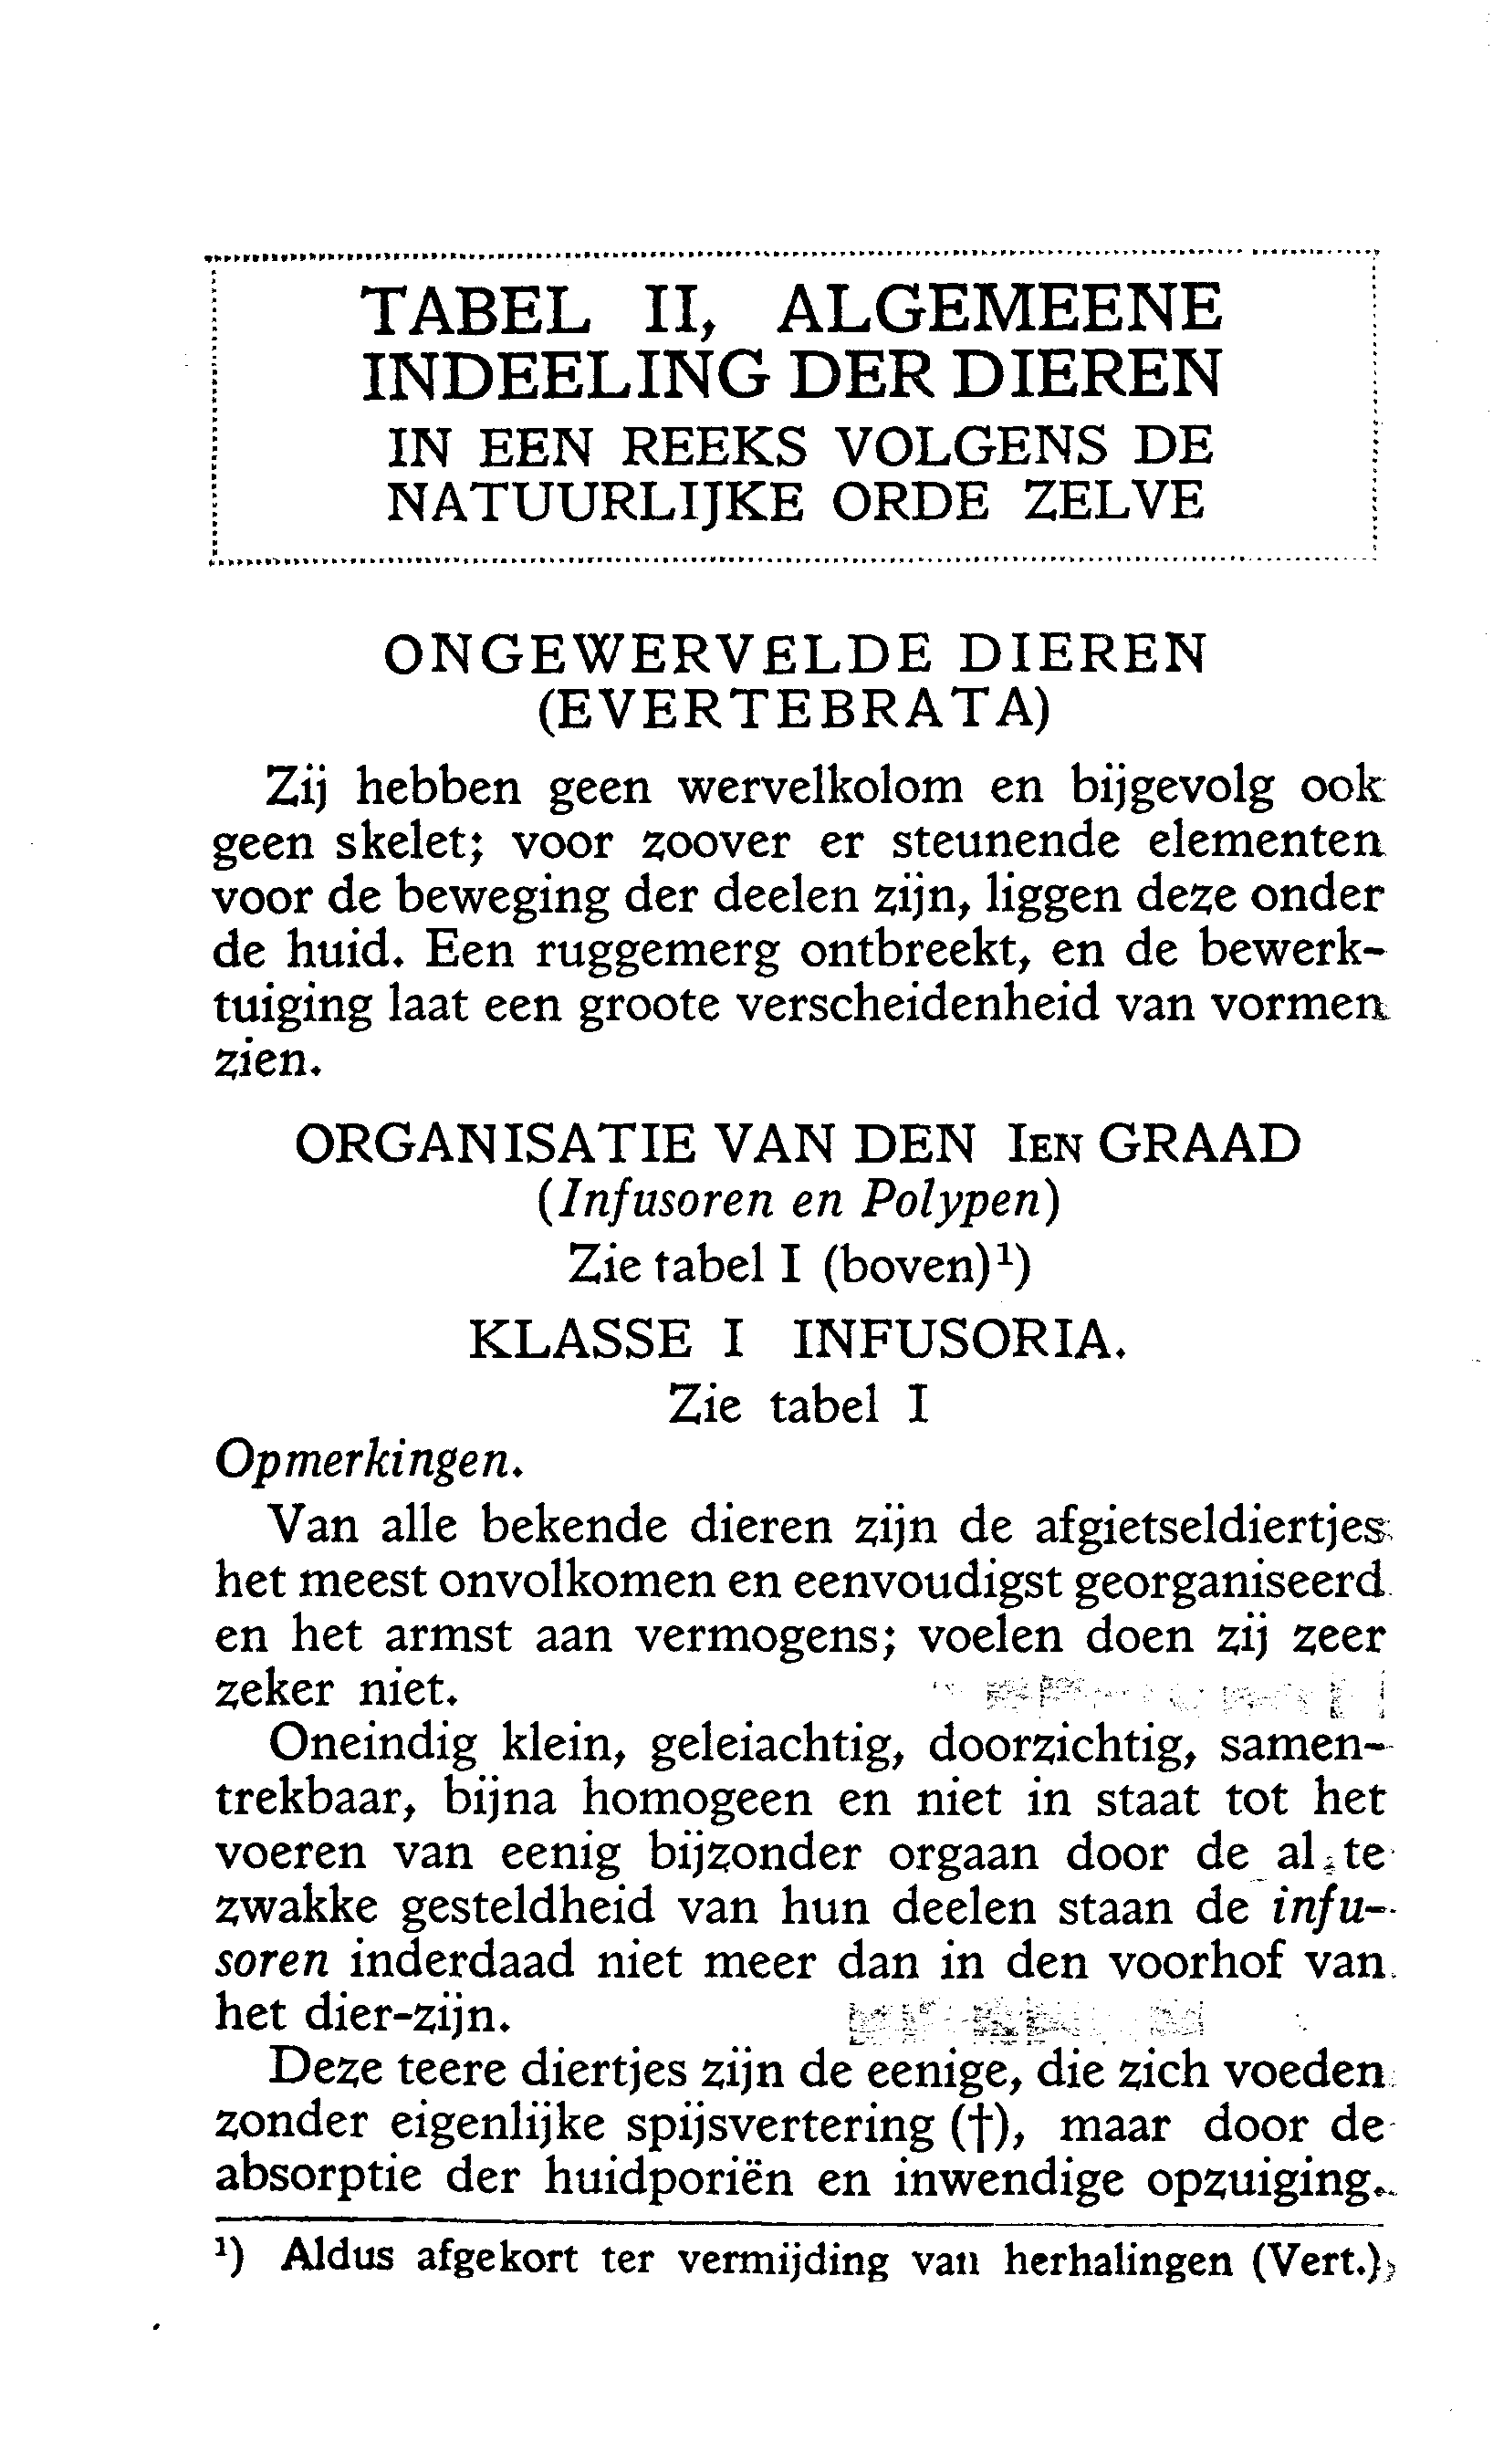 TABEL II, ALGEMEENE
INDEELING DER DIEREN
IN EEN REEKS VOLGENS DE
NATUURLIJKE ORDE ZELVE
ONGEWERVELDE DIEREN
(EVERTEBRATA)
Zij hebben geen wervelkolom en bijgevolg ook
geen skelet; voor zoover er steunende elementen
voor de beweging der deelen zijn, liggen deze onder
de huid. Een ruggemerg ontbreekt, en de bewerk-
tuiging laat een groote verscheidenheid van vormen
zien.
ORGANISATIE VAN DEN IEN GRAAD
(Infusoren en Polypen)
Zie tabel I (boven)¹)
KLASSE I INFUSORIA.
Zie tabel I
Opmerkingen.
Van alle bekende dieren zijn de afgietseldiertjes
het meest onvolkomen en eenvoudigst georganiseerd
en het armst aan vermogens; voelen doen zij zeer
zeker niet.
Oneindig klein, geleiachtig, doorzichtig, samen-
trekbaar, bijna homogeen en niet in staat tot het
voeren van eenig bijzonder orgaan door de al te
zwakke gesteldheid van hun deelen staan de infu-
soren inderdaad niet meer dan in den voorhof van
het dier-zijn.
Deze teere diertjes zijn de eenige, die zich voeden
zonder eigenlijke spijsvertering (†), maar door de
absorptie der huidporiën en inwendige opzuiging.
¹) Aldus afgekort ter vermijding van herhalingen (Vert.)